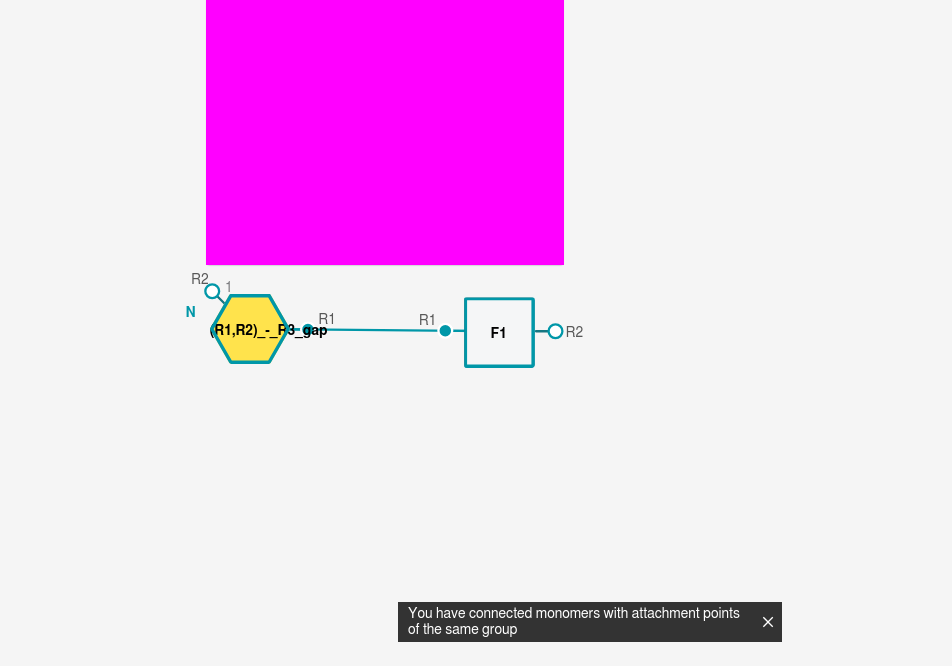 R2
1
N
(R1,R2)_-_R3_gap
R1
R1
F1
R2
You have connected monomers with attachment points
of the same group